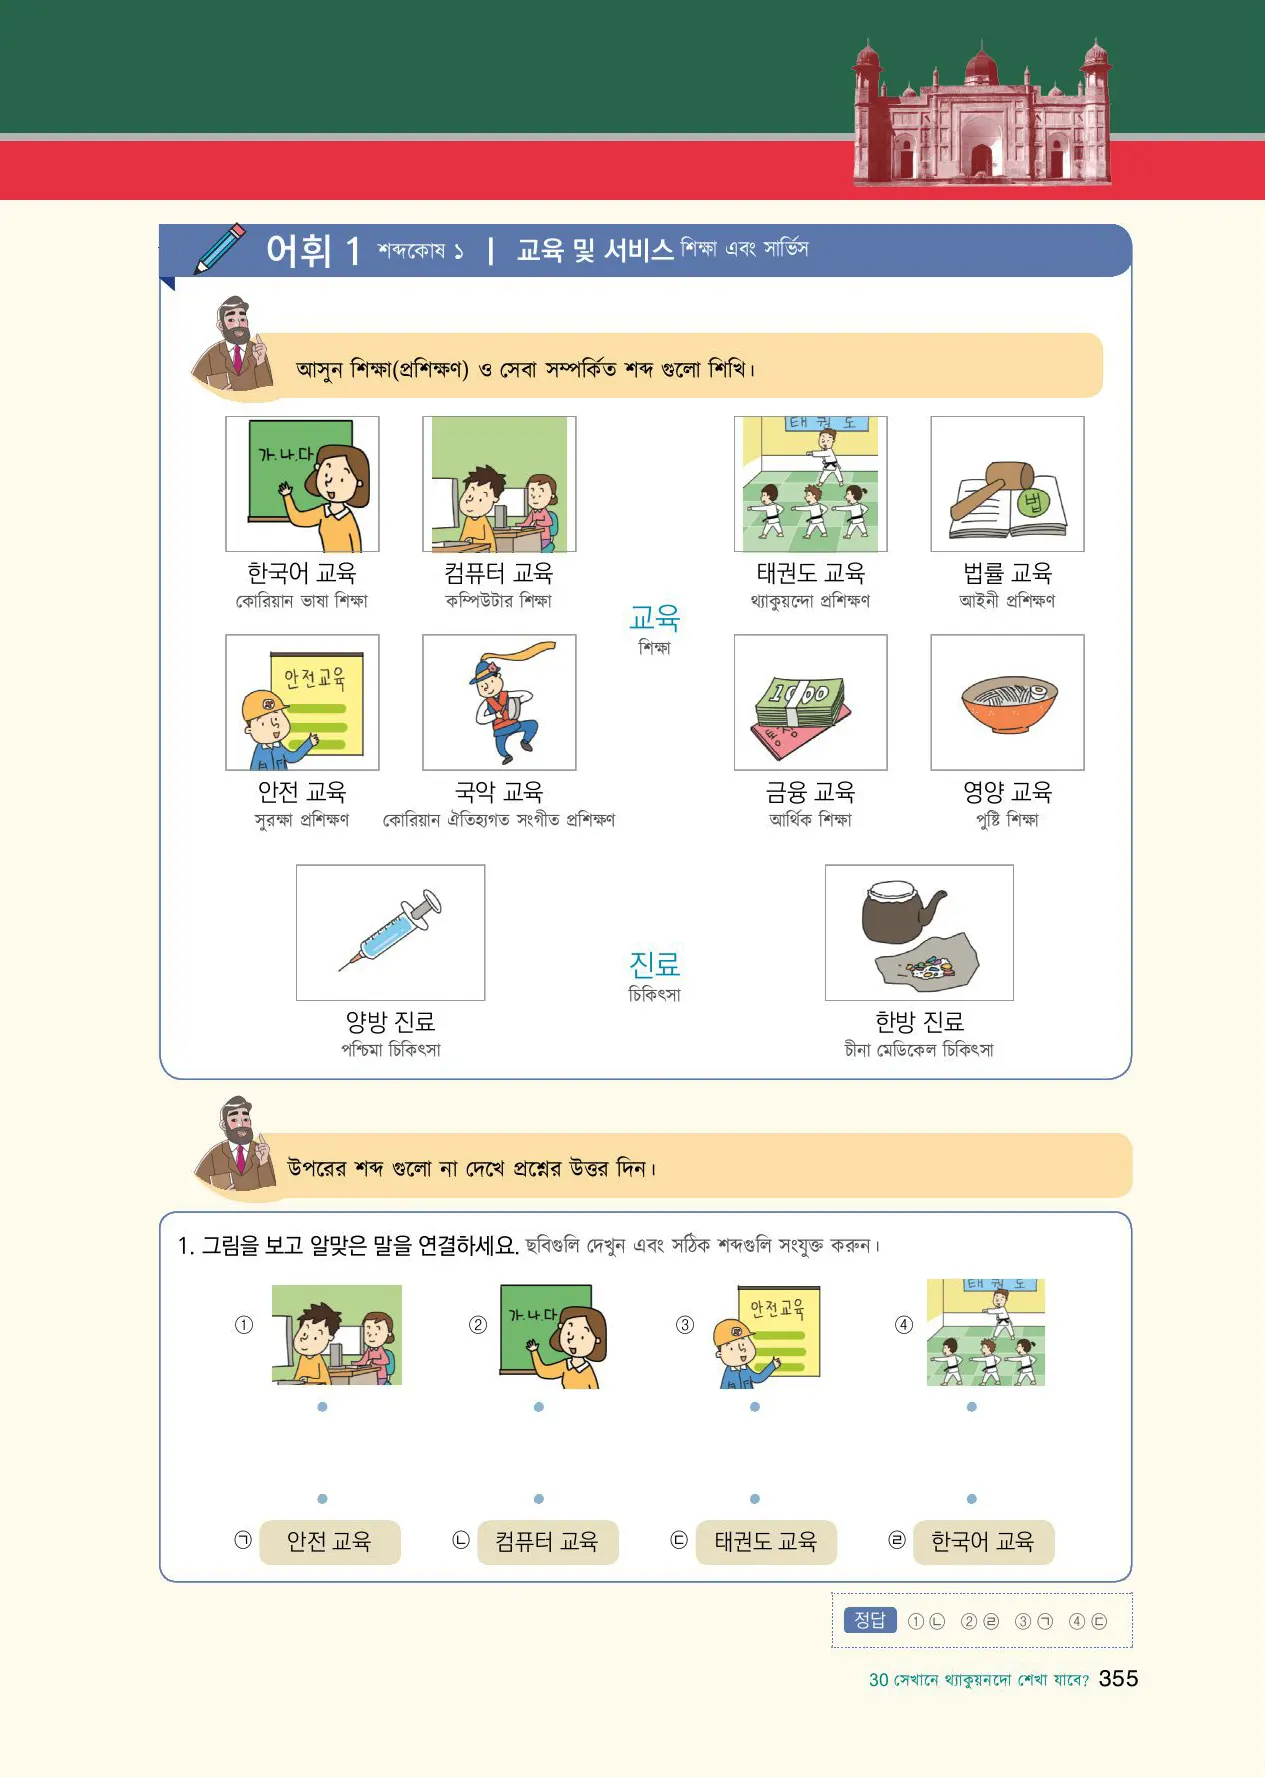 어휘 1 শব্দকোষ ১ | 교육 및 서비스 শিক্ষা এবং সার্ভিস
আসুন শিক্ষা(প্রশিক্ষণ) ও সেবা সম্পর্কিত শব্দ গুলো শিখি।
가.나.다
태권도
법
한국어 교육
컴퓨터 교육
태권도 교육
법률 교육
কোরিয়ান ভাষা শিক্ষা
কম্পিউটার শিক্ষা
থ্যাকুয়ন্দো প্রশিক্ষণ
আইনী প্রশিক্ষণ
교육
শিক্ষা
안전교육
1000
통장
안전 교육
국악 교육
금융 교육
영양 교육
সুরক্ষা প্রশিক্ষণ
কোরিয়ান ঐতিহ্যগত সংগীত প্রশিক্ষণ
আর্থিক শিক্ষা
পুষ্টি শিক্ষা
진료
চিকিৎসা
양방 진료
한방 진료
পশ্চিমা চিকিৎসা
চীনা মেডিকেল চিকিৎসা
উপরের শব্দ গুলো না দেখে প্রশ্নের উত্তর দিন।
1. 그림을 보고 알맞은 말을 연결하세요. ছবিগুলি দেখুন এবং সঠিক শব্দগুলি সংযুক্ত করুন।
① ② 가.나.다 ③ 안전교육 ④ 태권도
㉠ 안전 교육 ㉡ 컴퓨터 교육 ㉢ 태권도 교육 ㉣ 한국어 교육
정답 ①㉡ ②㉣ ③㉠ ④㉢
30 সেখানে থ্যাকুয়নদো শেখা যাবে? 355